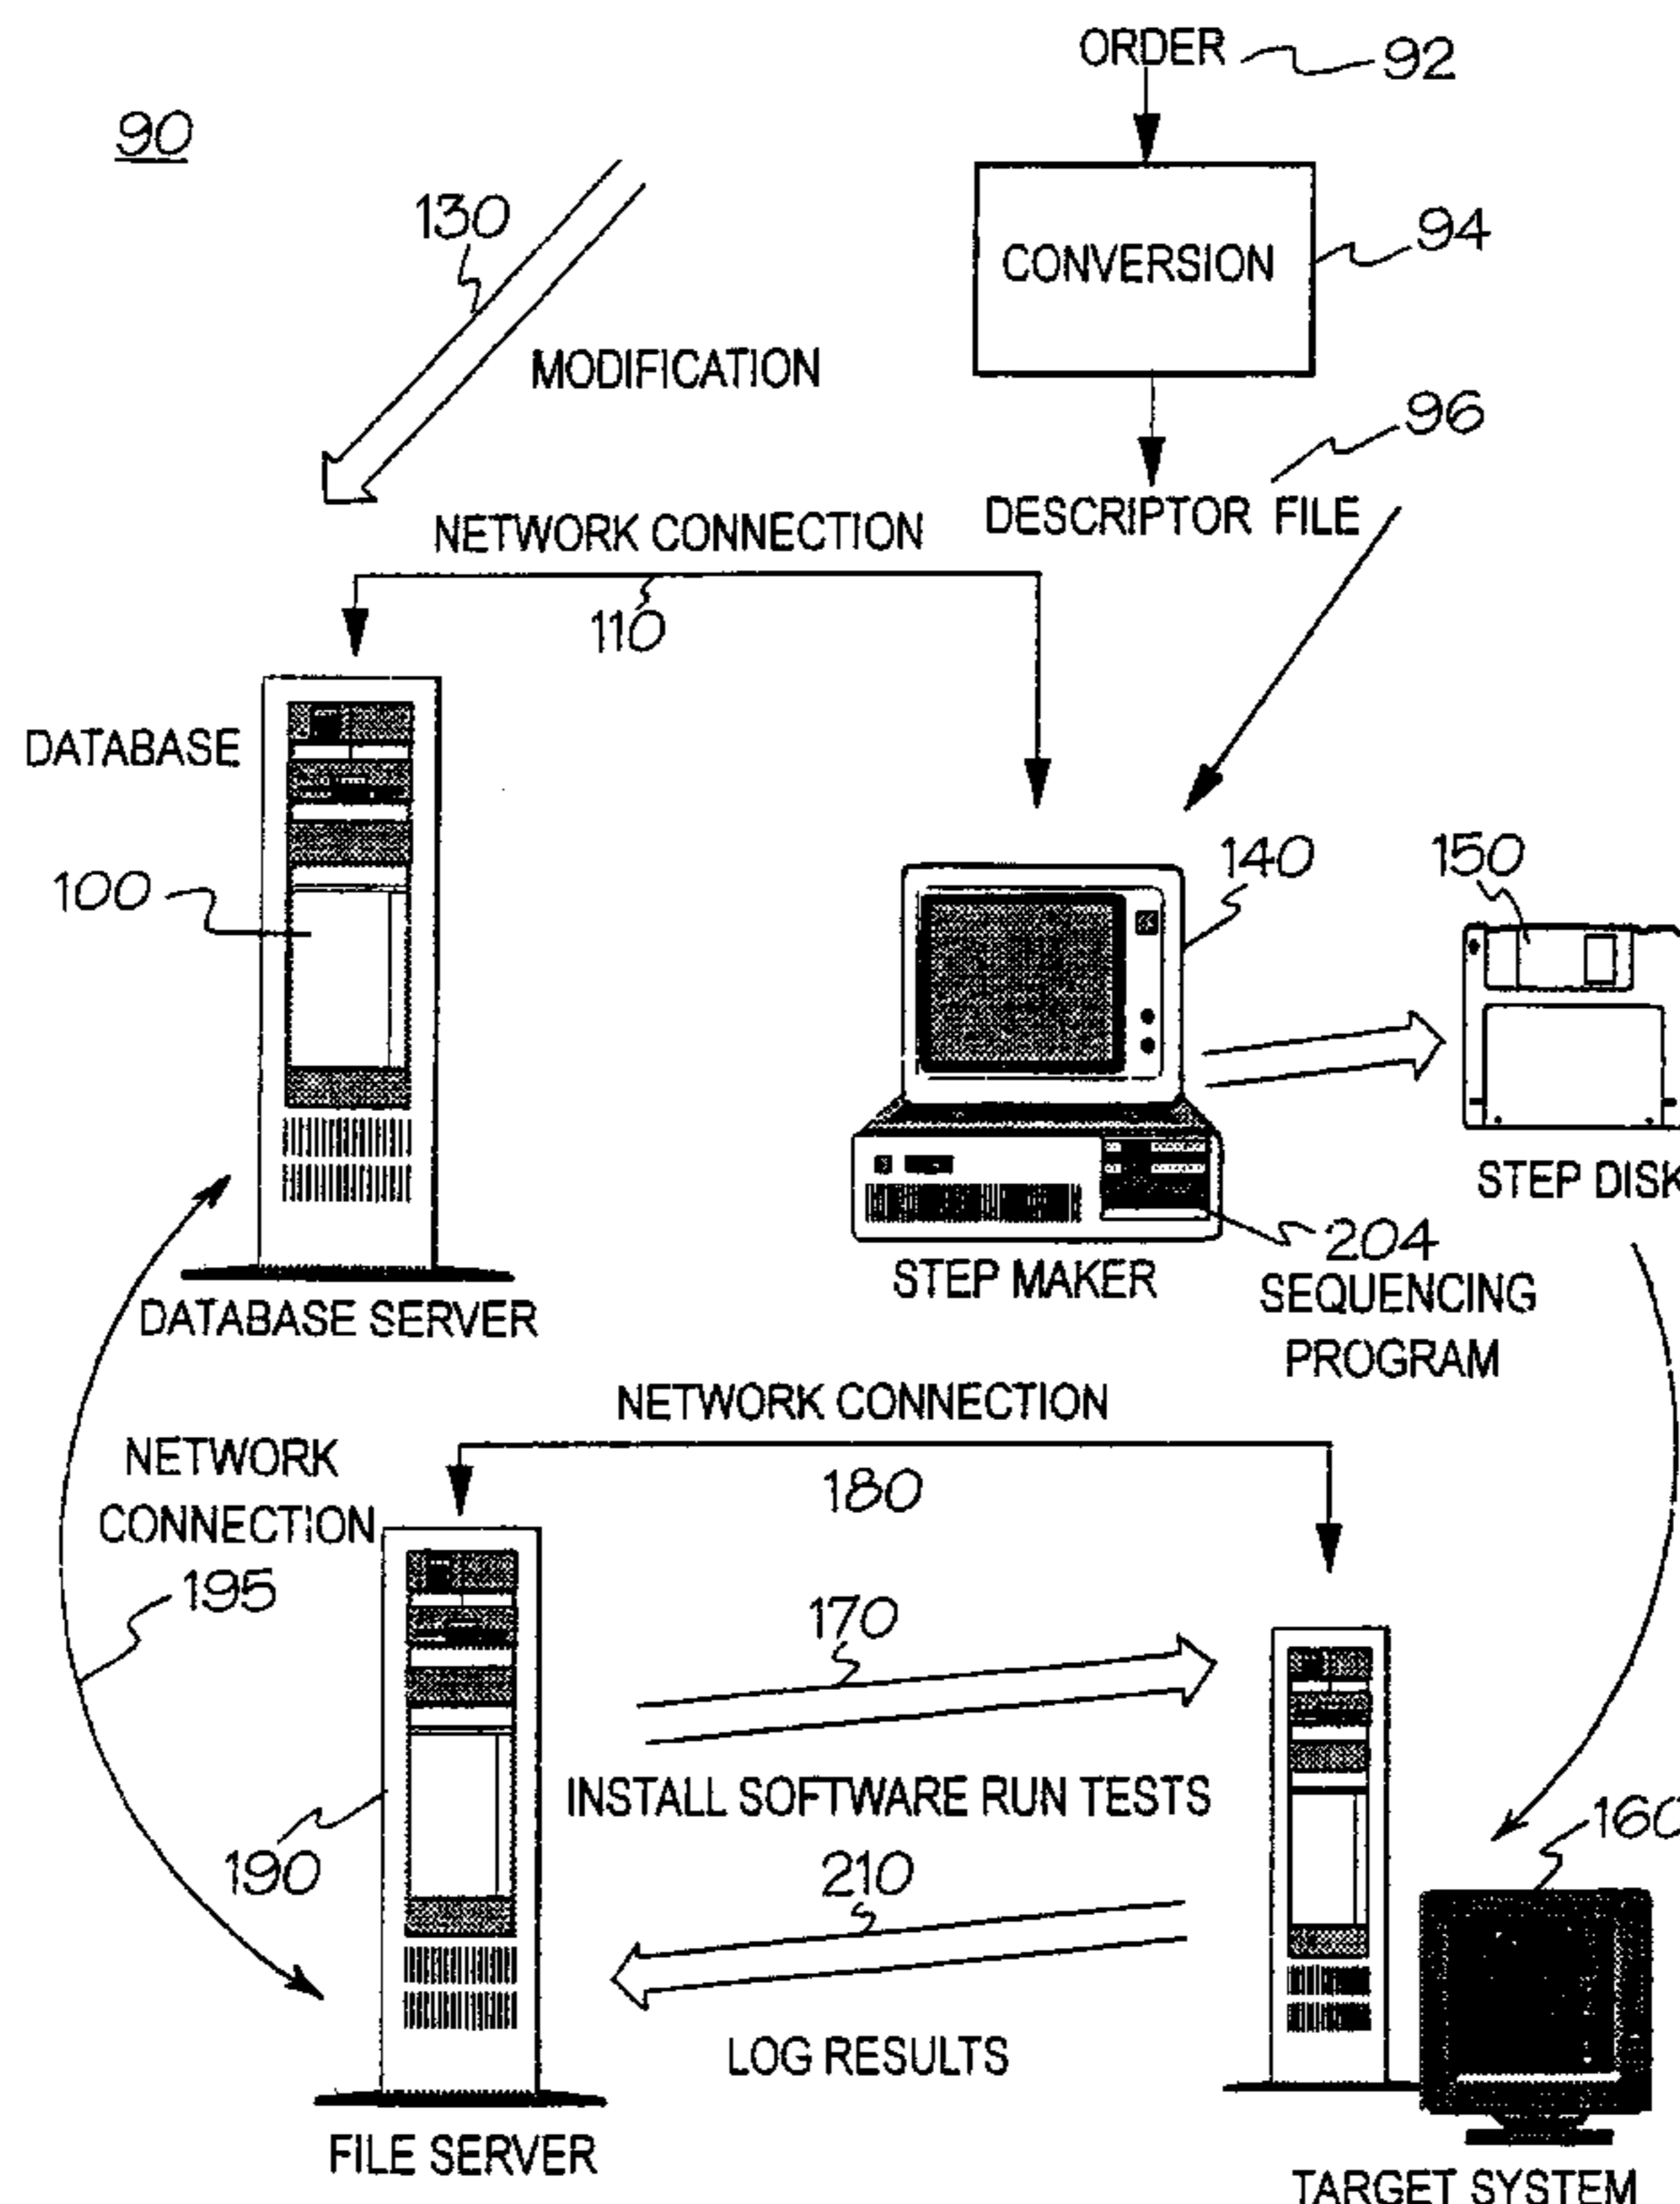 ORDER 92
90
130
CONVERSION 94
MODIFICATION
96
NETWORK CONNECTION
DESCRIPTOR FILE
110
DATABASE
100
140
150
STEP DISK
204
STEP MAKER
SEQUENCING
PROGRAM
DATABASE SERVER
NETWORK CONNECTION
180
NETWORK
CONNECTION
195
170
INSTALL SOFTWARE RUN TESTS
190
210
160
LOG RESULTS
FILE SERVER
TARGET SYSTEM